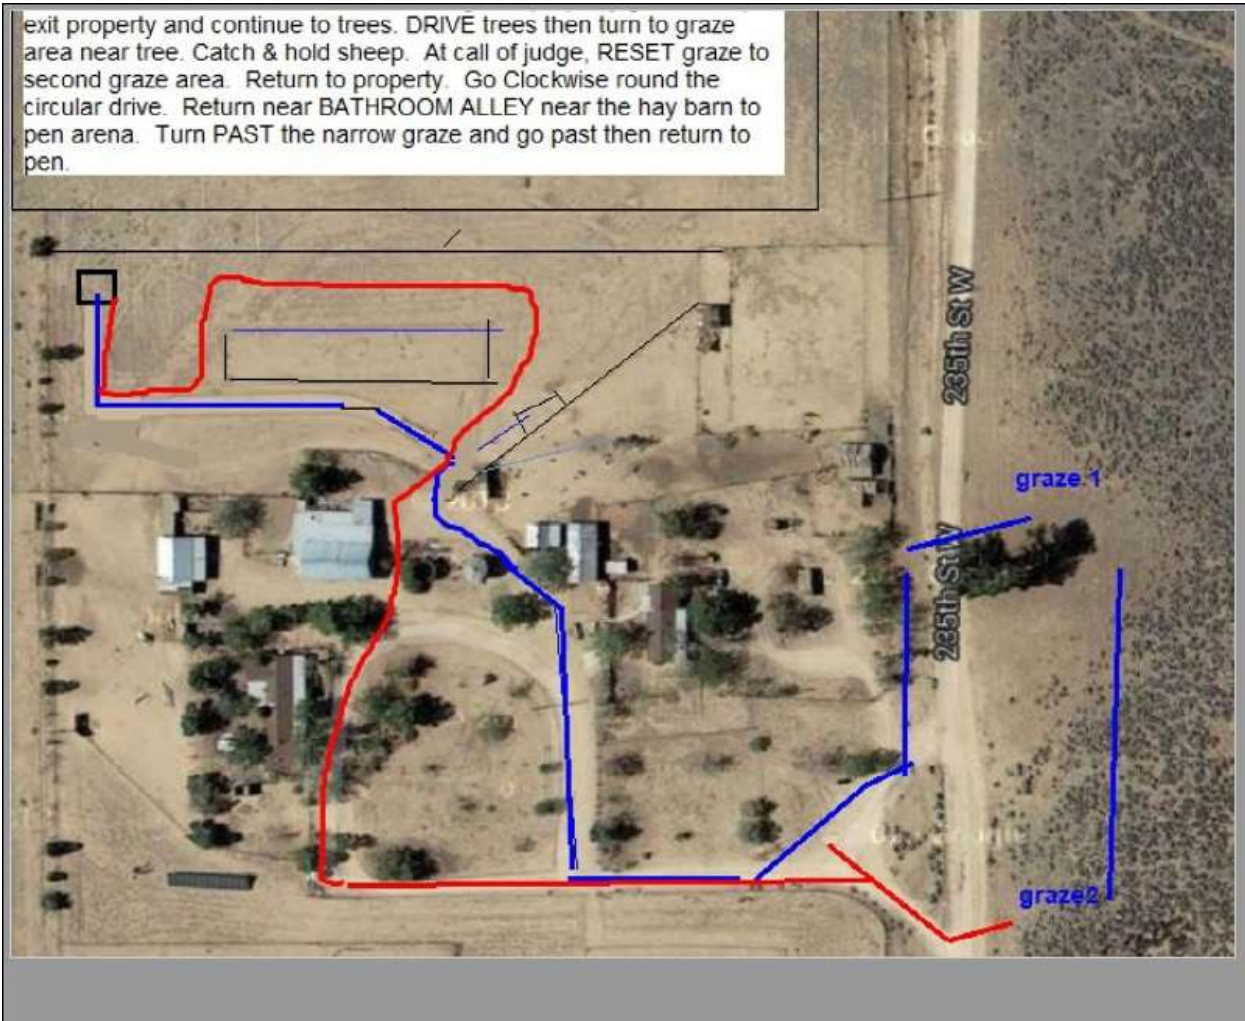 exit property and continue to trees. DRIVE trees then turn to graze
area near tree. Catch & hold sheep. At call of judge, RESET graze to
second graze area. Return to property. Go Clockwise round the
circular drive. Return near BATHROOM ALLEY near the hay barn to
pen arena. Turn PAST the narrow graze and go past then return to
pen.
235th St W
graze 1
235th St W
graze2